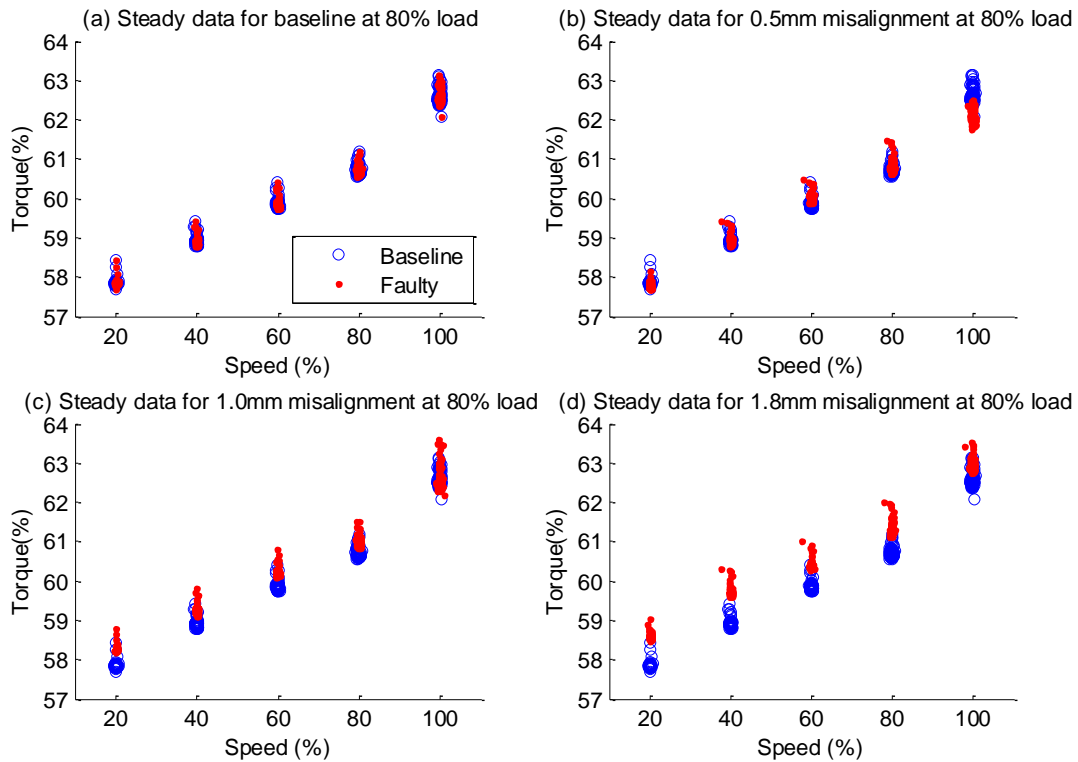 (a) Steady data for baseline at 80% load
64
63
62
61
60
59
58
57
Torque(%)
20 40 60 80 100
Speed (%)
Baseline
Faulty
(b) Steady data for 0.5mm misalignment at 80% load
64
63
62
61
60
59
58
57
Torque(%)
20 40 60 80 100
Speed (%)
(c) Steady data for 1.0mm misalignment at 80% load
64
63
62
61
60
59
58
57
Torque(%)
20 40 60 80 100
Speed (%)
(d) Steady data for 1.8mm misalignment at 80% load
64
63
62
61
60
59
58
57
Torque(%)
20 40 60 80 100
Speed (%)